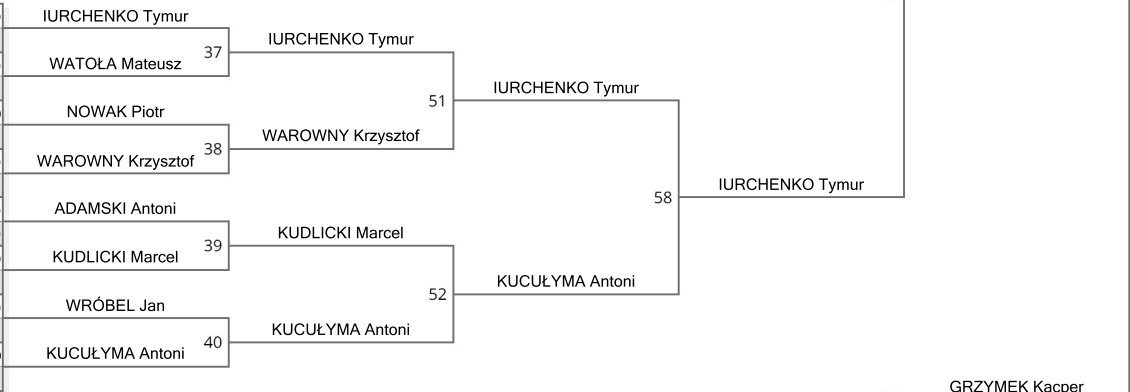 IURCHENKO Tymur
37
WATOŁA Mateusz
IURCHENKO Tymur
51
NOWAK Piotr
38
WAROWNY Krzysztof
WAROWNY Krzysztof
IURCHENKO Tymur
58
IURCHENKO Tymur
ADAMSKI Antoni
39
KUDLICKI Marcel
KUDLICKI Marcel
52
WRÓBEL Jan
40
KUCUŁYMA Antoni
KUCUŁYMA Antoni
KUCUŁYMA Antoni
GRZYMEK Kacper